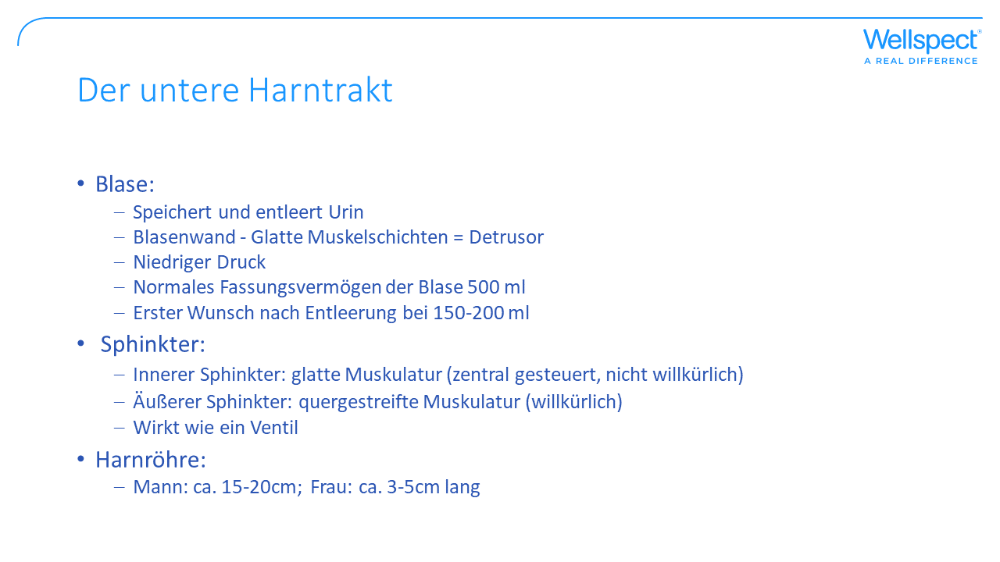 Wellspect®
A REAL DIFFERENCE
Der untere Harntrakt
• Blase:
– Speichert und entleert Urin
– Blasenwand - Glatte Muskelschichten = Detrusor
– Niedriger Druck
– Normales Fassungsvermögen der Blase 500 ml
– Erster Wunsch nach Entleerung bei 150-200 ml
• Sphinkter:
– Innerer Sphinkter: glatte Muskulatur (zentral gesteuert, nicht willkürlich)
– Äußerer Sphinkter: quergestreifte Muskulatur (willkürlich)
– Wirkt wie ein Ventil
• Harnröhre:
– Mann: ca. 15-20cm; Frau: ca. 3-5cm lang